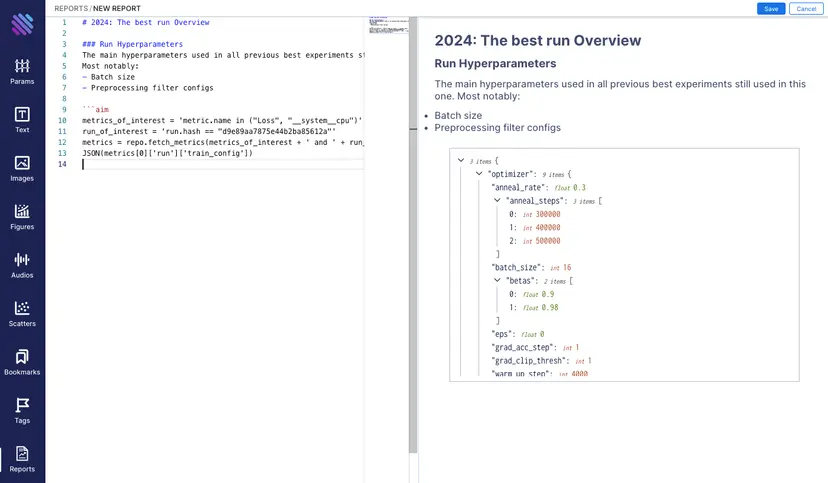 REPORTS / NEW REPORT
Save
Cancel
Params
Text
Images
Figures
Audios
Scatters
Bookmarks
Tags
Reports
1 # 2024: The best run Overview
2
3 ### Run Hyperparameters
4 The main hyperparameters used in all previous best experiments st
5 Most notably:
6 - Batch size
7 - Preprocessing filter configs
8
9 ```aim
10 metrics_of_interest = 'metric.name in ("Loss", "__system__cpu")'
11 run_of_interest = 'run.hash == "d9e89aa7875e44b2ba85612a"'
12 metrics = repo.fetch_metrics(metrics_of_interest + ' and ' + run_
13 JSON(metrics[0]['run']['train_config'])
14
2024: The best run Overview
Run Hyperparameters
The main hyperparameters used in all previous best experiments still used in this
one. Most notably:
• Batch size
• Preprocessing filter configs
3 items {
"optimizer": 9 items {
"anneal_rate": float 0.3
"anneal_steps": 3 items [
0: int 300000
1: int 400000
2: int 500000
]
"batch_size": int 16
"betas": 2 items [
0: float 0.9
1: float 0.98
]
"eps": float 0
"grad_acc_step": int 1
"grad_clip_thresh": int 1
"warm_up_step": int 4000